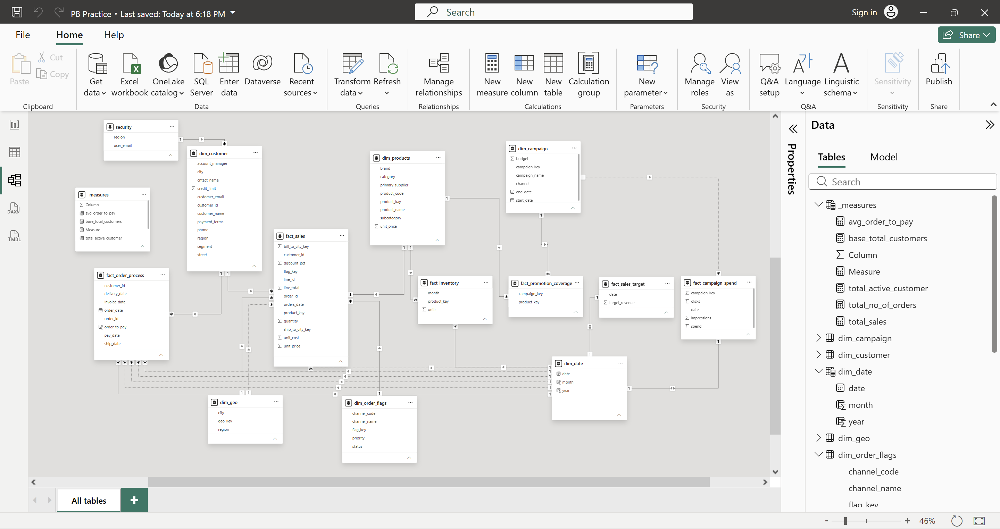 PB Practice • Last saved: Today at 6:18 PM
Search
Sign in
File
Home
Help
Share
Paste
Cut
Copy
Clipboard
Get data
Excel workbook
OneLake catalog
SQL Server
Enter data
Dataverse
Recent sources
Data
Transform data
Refresh
Queries
Manage relationships
Relationships
New measure
New column
New table
Calculation group
Calculations
New parameter
Parameters
Manage roles
View as
Security
Q&A setup
Language
Linguistic schema
Q&A
Sensitivity
Sensitivity
Publish
Share
DAX
TMDL
security
region
user_email
_measures
Column
avg_order_to_pay
base_total_customers
Measure
total_active_customer
fact_order_process
customer_id
delivery_date
invoice_date
order_date
order_id
order_to_pay
pay_date
ship_date
dim_customer
account_manager
city
cntact_name
credit_limit
customer_email
customer_id
customer_name
payment_terms
phone
region
segment
street
fact_sales
bill_to_city_key
customer_id
discount_pct
flag_key
line_id
line_total
order_id
orders_date
product_kay
quantity
ship_to_city_key
unit_cost
unit_price
dim_products
brand
category
primary_supplier
product_code
product_kay
product_name
subcategory
unit_price
dim_campaign
budget
campaign_key
campaign_name
channel
end_date
start_date
fact_inventory
month
product_kay
units
fact_promotion_coverage
campaign_key
product_kay
fact_sales_target
date
target_revenue
fact_campaign_spend
campaign_key
clicks
date
impressions
spend
dim_date
date
month
year
dim_geo
city
geo_key
region
dim_order_flags
channel_code
channel_name
flag_key
priority
status
Properties
Data
Tables
Model
Search
_measures
avg_order_to_pay
base_total_customers
Column
Measure
total_active_customer
total_no_of_orders
total_sales
dim_campaign
dim_customer
dim_date
date
month
year
dim_geo
dim_order_flags
channel_code
channel_name
flag_key
All tables
46%